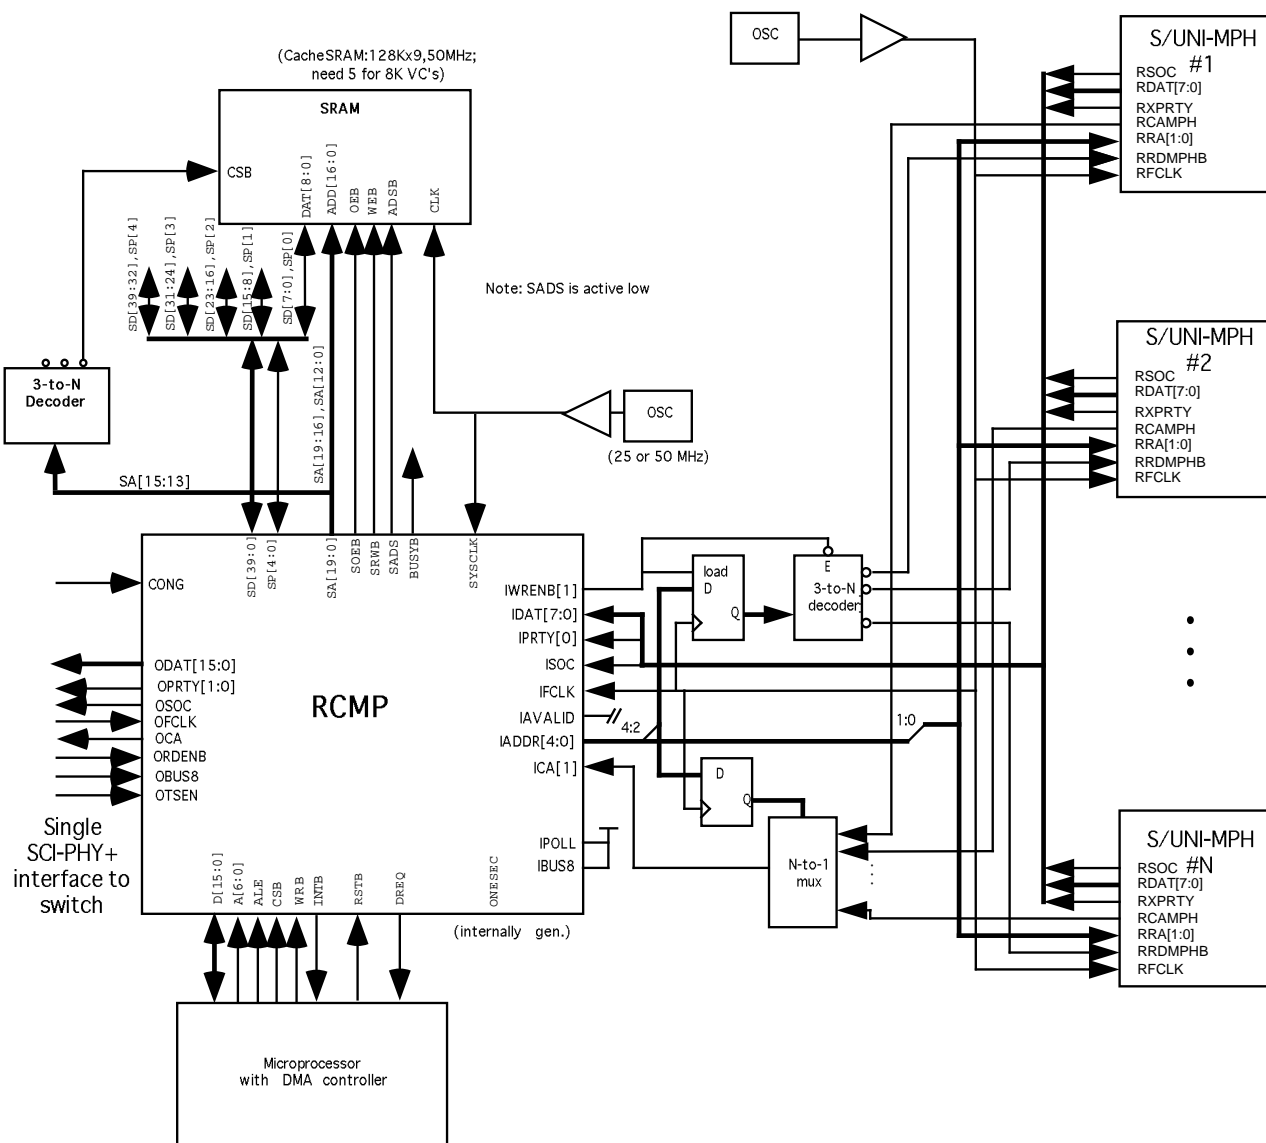 OSC
S/UNI-MPH
#1
RSOC
RDAT[7:0]
RXPRTY
RCAMPH
RRA[1:0]
RRDMPHB
RFCLK
(CacheSRAM:128Kx9,50MHz;
need 5 for 8K VC's)
SRAM
CSB
DAT[8:0]
ADD[16:0]
OEB
WEB
ADSB
CLK
SD[39:32],SP[4]
SD[31:24],SP[3]
SD[23:16],SP[2]
SD[15:8],SP[1]
SD[7:0],SP[0]
Note: SADS is active low
S/UNI-MPH
#2
RSOC
RDAT[7:0]
RXPRTY
RCAMPH
RRA[1:0]
RRDMPHB
RFCLK
3-to-N
Decoder
SA[19:16],SA[12:0]
OSC
(25 or 50 MHz)
SA[15:13]
SD[39:0]
SP[4:0]
SA[19:0]
SOEB
SRWB
SADS
BUSYB
SYSCLK
CONG
ODAT[15:0]
OPRTY[1:0]
OSOC
OFCLK
OCA
ORDENB
OBUS8
OTSEN
RCMP
IWRENB[1]
IDAT[7:0]
IPRTY[0]
ISOC
IFCLK
IAVALID
IADDR[4:0]
ICA[1]
IPOLL
IBUS8
load
D
Q
E
3-to-N
decoder
4:2
1:0
D
Q
N-to-1
mux
S/UNI-MPH
#N
RSOC
RDAT[7:0]
RXPRTY
RCAMPH
RRA[1:0]
RRDMPHB
RFCLK
Single
SCI-PHY+
interface to
switch
D[15:0]
A[6:0]
ALE
CSB
WRB
INTB
RSTB
DREQ
ONESEC
(internally gen.)
Microprocessor
with DMA controller